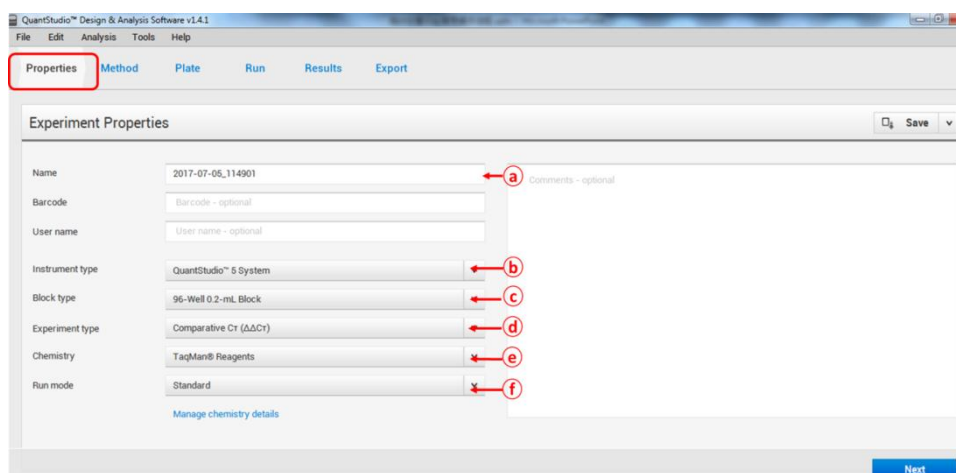 QuantStudio™ Design & Analysis Software v1.4.1
File Edit Analysis Tools Help
Properties Method Plate Run Results Export
Experiment Properties
Save
Name 2017-07-05_114901 a Comments - optional
Barcode Barcode - optional
User name User name - optional
Instrument type QuantStudio™ 5 System b
Block type 96-Well 0.2-mL Block c
Experiment type Comparative Cᴛ (ΔΔCᴛ) d
Chemistry TaqMan® Reagents e
Run mode Standard f
Manage chemistry details
Next